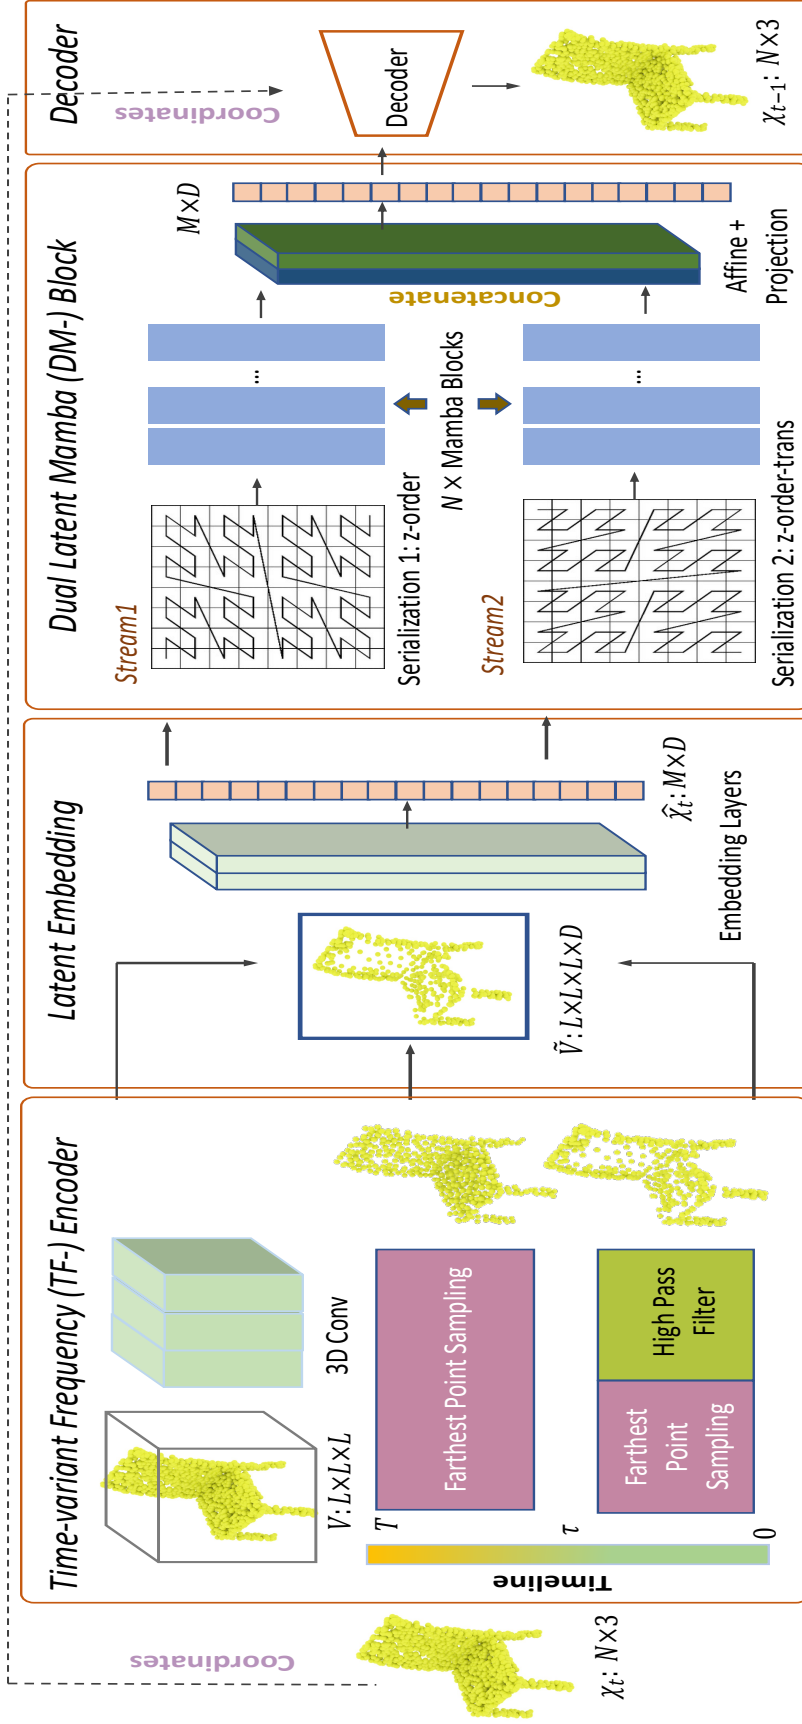 Coordinates
χₜ: N×3
Time-variant Frequency (TF-) Encoder
V: L×L×L
3D Conv
Timeline
T
τ
0
Farthest Point Sampling
Farthest
Point
Sampling
High Pass
Filter
Latent Embedding
Ṽ: L×L×L×D
χ̂ₜ: M×D
Embedding Layers
Dual Latent Mamba (DM-) Block
Stream1
Serialization 1: z-order
...
N × Mamba Blocks
Stream2
Serialization 2: z-order-trans
...
Concatenate
M×D
Affine +
Projection
Decoder
Coordinates
Decoder
χₜ₋₁: N×3